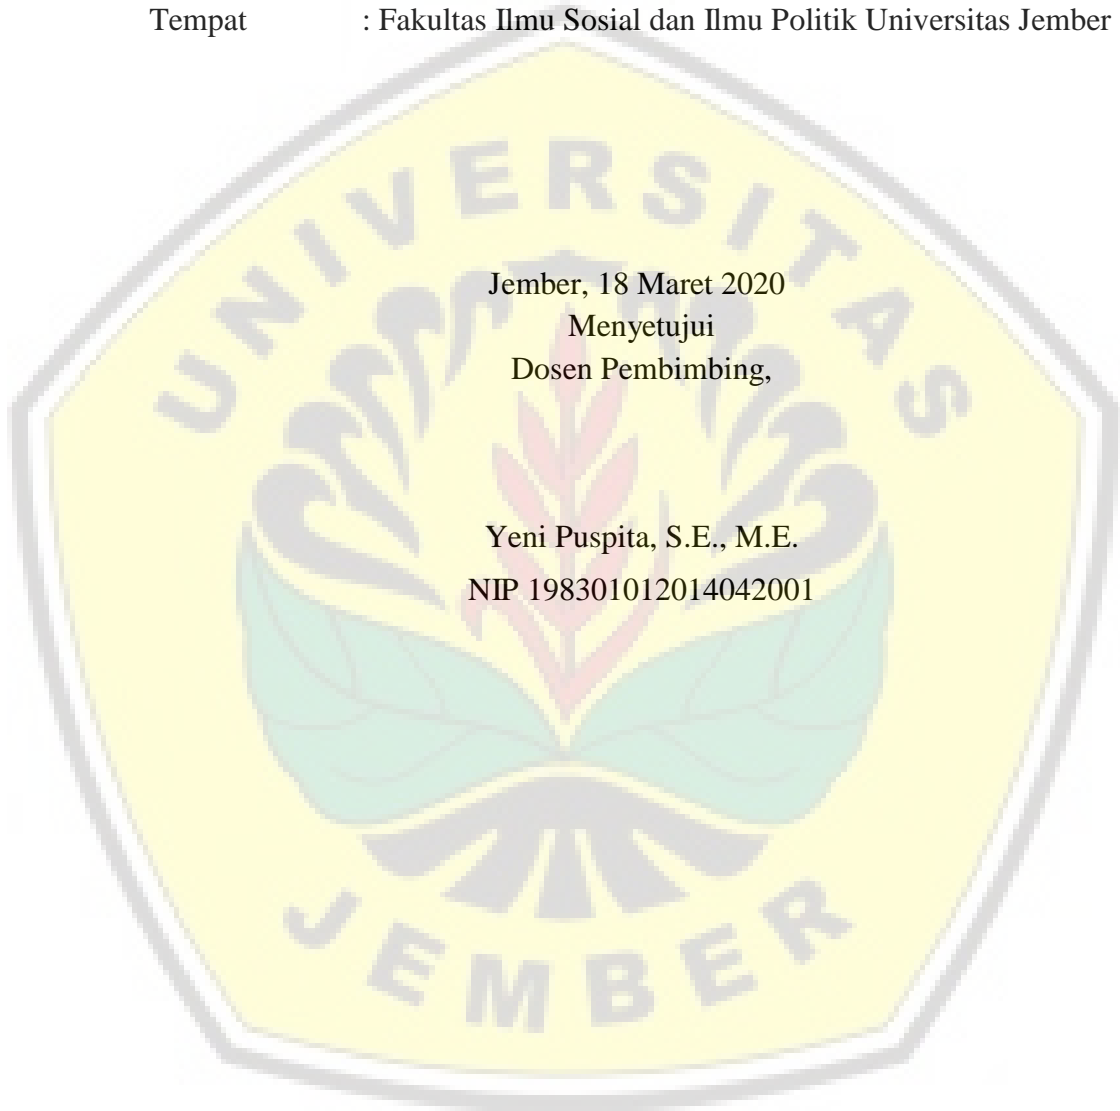 Tempat : Fakultas Ilmu Sosial dan Ilmu Politik Universitas Jember
UNIVERSITAS
Jember, 18 Maret 2020
Menyetujui
Dosen Pembimbing,
Yeni Puspita, S.E., M.E.
NIP 198301012014042001
JEMBER